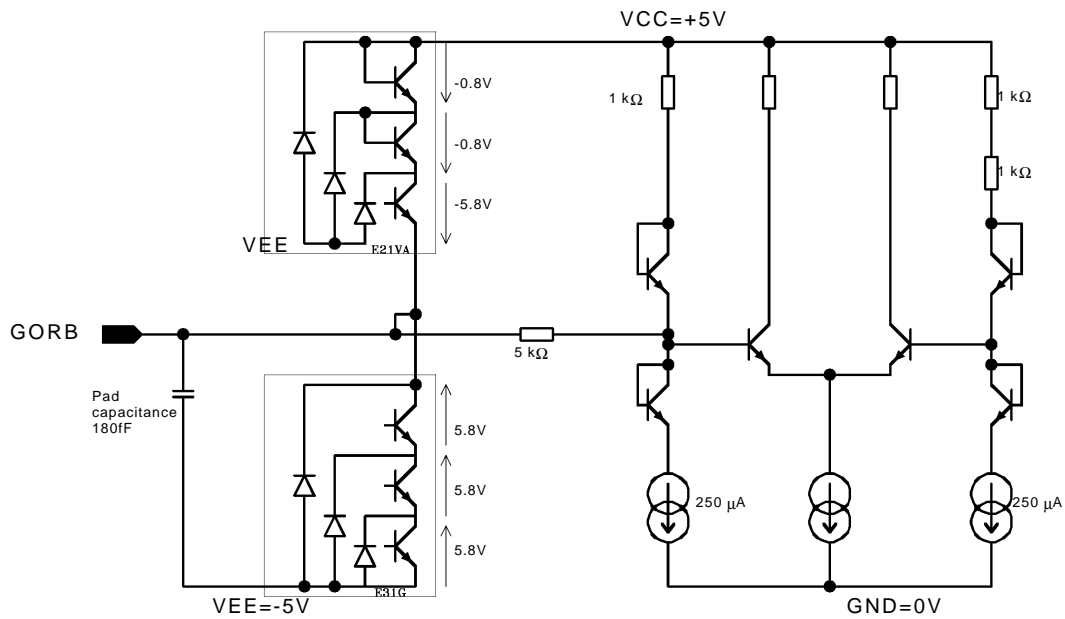 VCC=+5V
-0.8V
1 kΩ
1 kΩ
-0.8V
1 kΩ
-5.8V
VEE
E21VA
GORB
5 kΩ
Pad
capacitance
180fF
5.8V
5.8V
250 µA
250 µA
5.8V
E31G
VEE=-5V
GND=0V